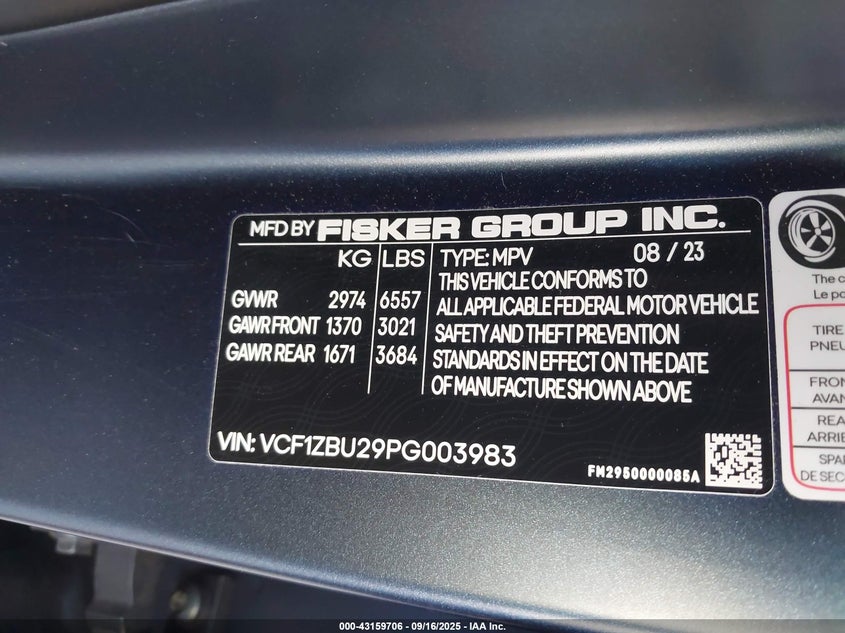 MFD BY FISKER GROUP INC.
KG LBS TYPE: MPV 08 / 23
THIS VEHICLE CONFORMS TO
GVWR 2974 6557 ALL APPLICABLE FEDERAL MOTOR VEHICLE
GAWR FRONT 1370 3021 SAFETY AND THEFT PREVENTION
GAWR REAR 1671 3684 STANDARDS IN EFFECT ON THE DATE
OF MANUFACTURE SHOWN ABOVE
VIN: VCF1ZBU29PG003983
FM2950000085A
The c
Le po
TIRE
PNEU
FRON
AVAN
REA
ARRIE
SPA
DE SEC
000-43159706 - 09/16/2025 - IAA Inc.